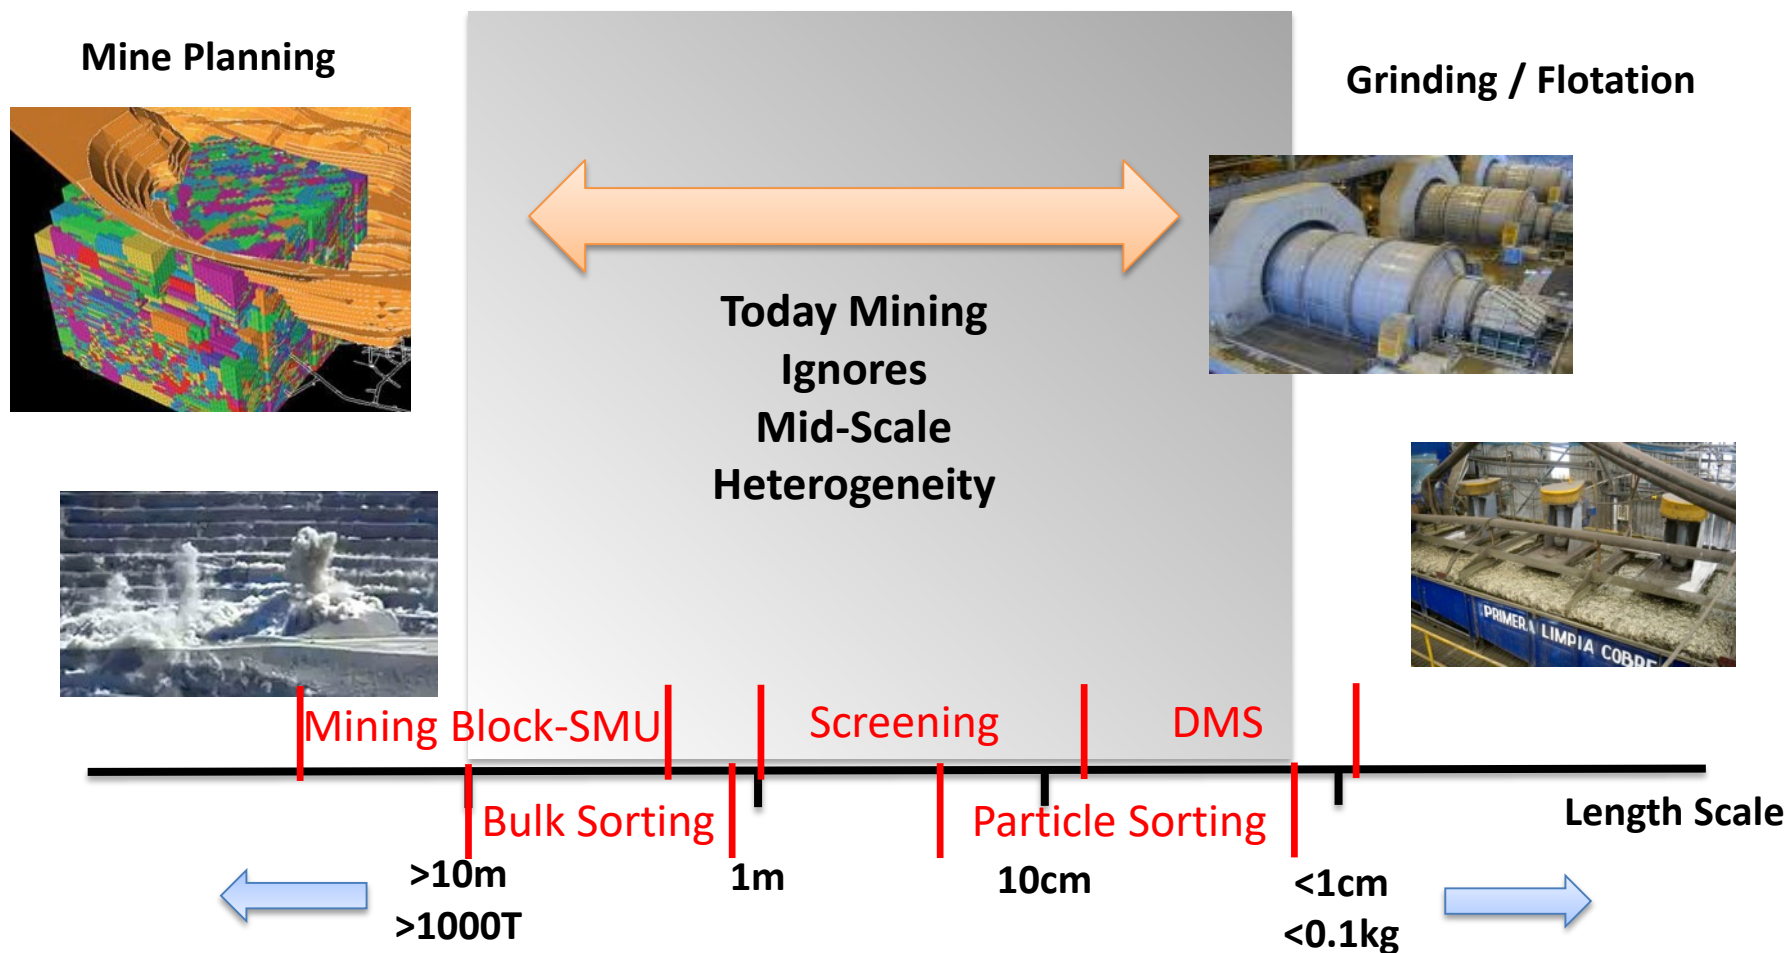 Mine Planning
Grinding / Flotation
Today Mining
Ignores
Mid-Scale
Heterogeneity
PRIMERA LIMPIA COBRE
Mining Block-SMU
Screening
DMS
Bulk Sorting
Particle Sorting
Length Scale
>10m
>1000T
1m
10cm
<1cm
<0.1kg